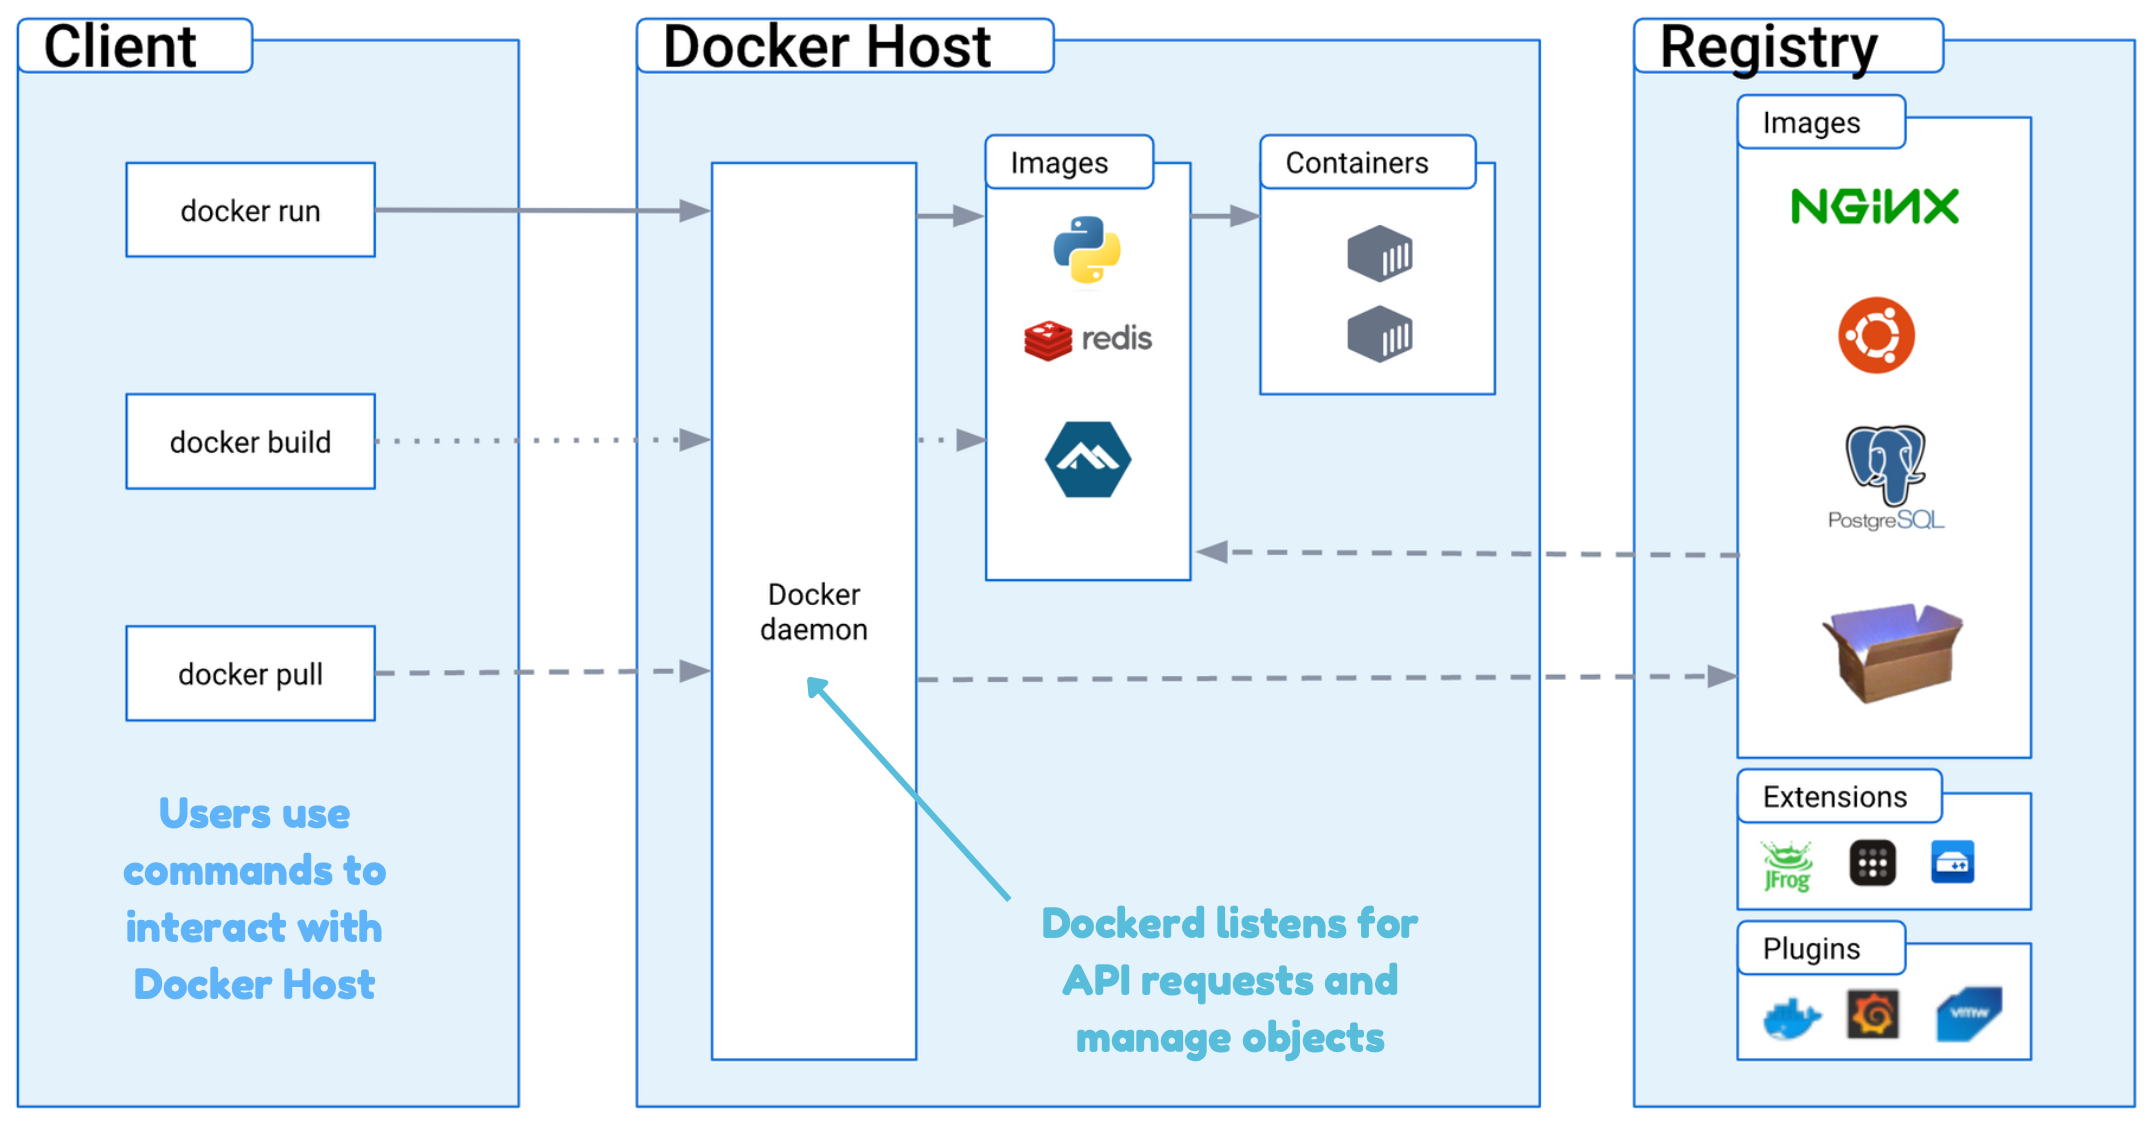 Client
docker run
docker build
docker pull
Users use
commands to
interact with
Docker Host
Docker Host
Docker
daemon
Images
redis
Containers
Dockerd listens for
API requests and
manage objects
Registry
Images
NGINX
PostgreSQL
Extensions
JFrog
Plugins
vmw